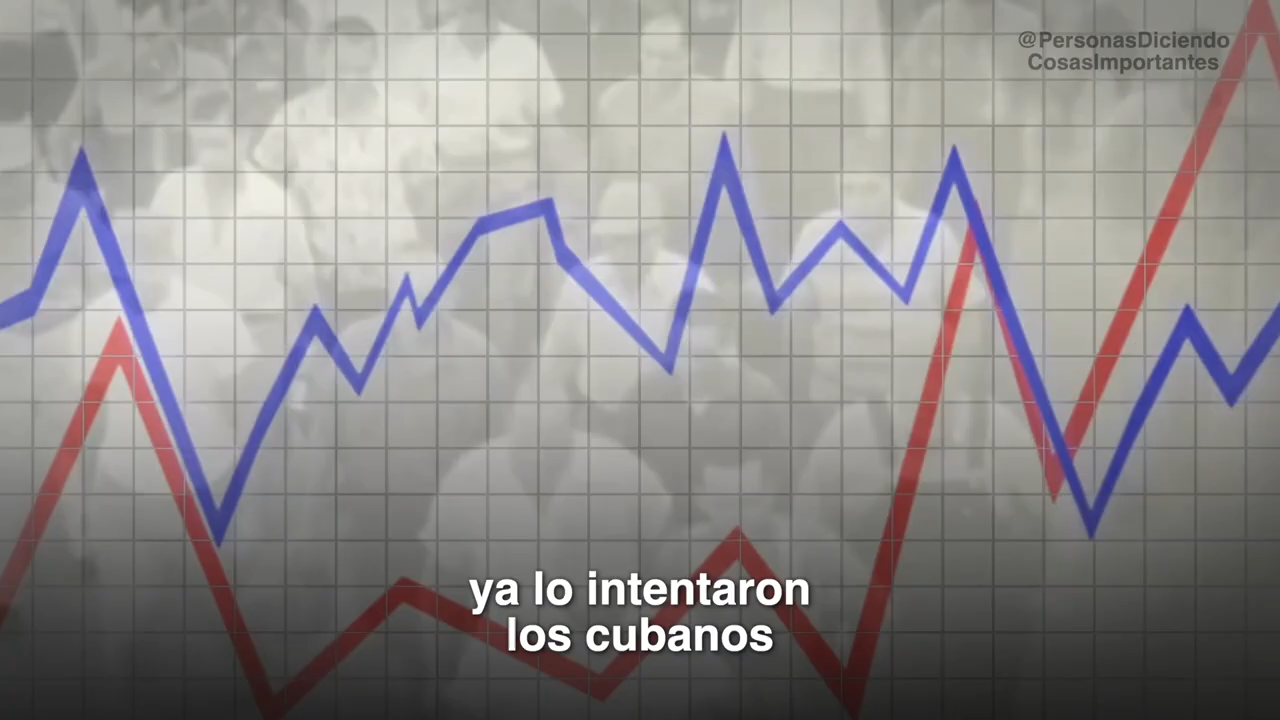 @PersonasDiciendo
CosasImportantes
ya lo intentaron
los cubanos